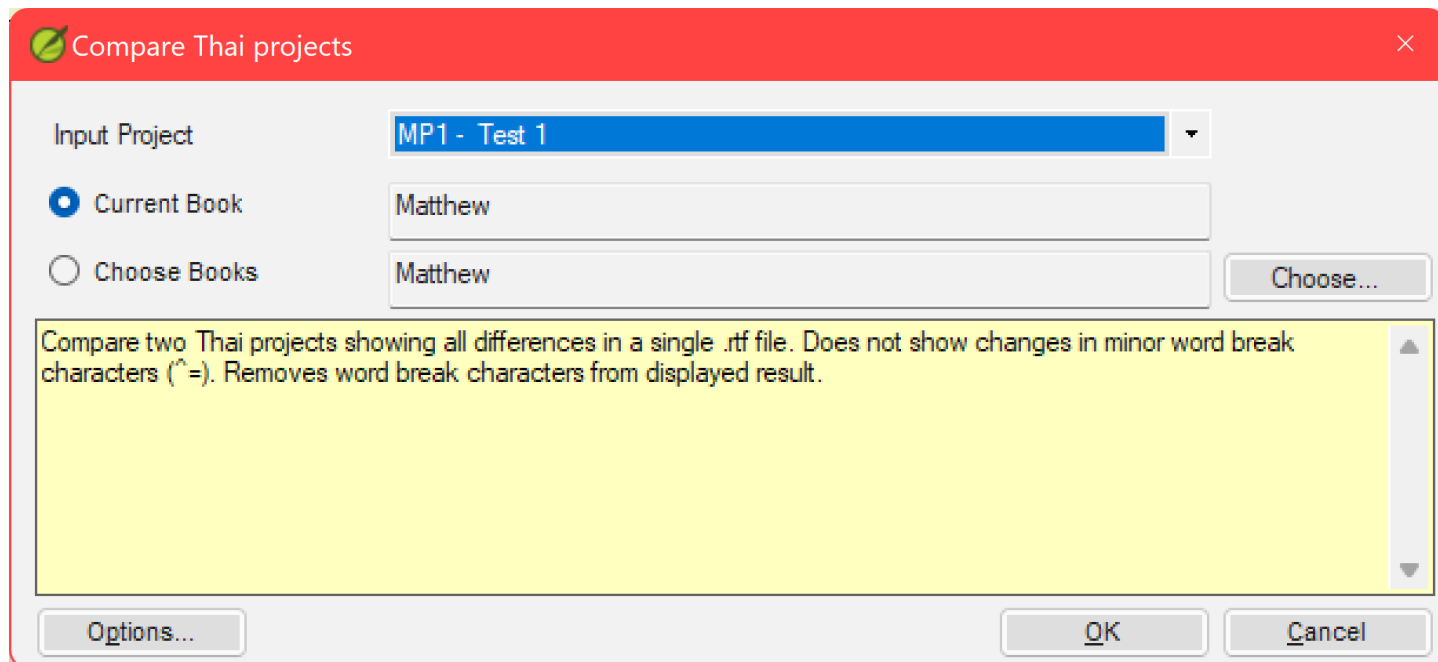 Compare Thai projects
Input Project MP1 - Test 1
Current Book Matthew
Choose Books Matthew Choose...
Compare two Thai projects showing all differences in a single .rtf file. Does not show changes in minor word break
characters (^=). Removes word break characters from displayed result.
Options... OK Cancel